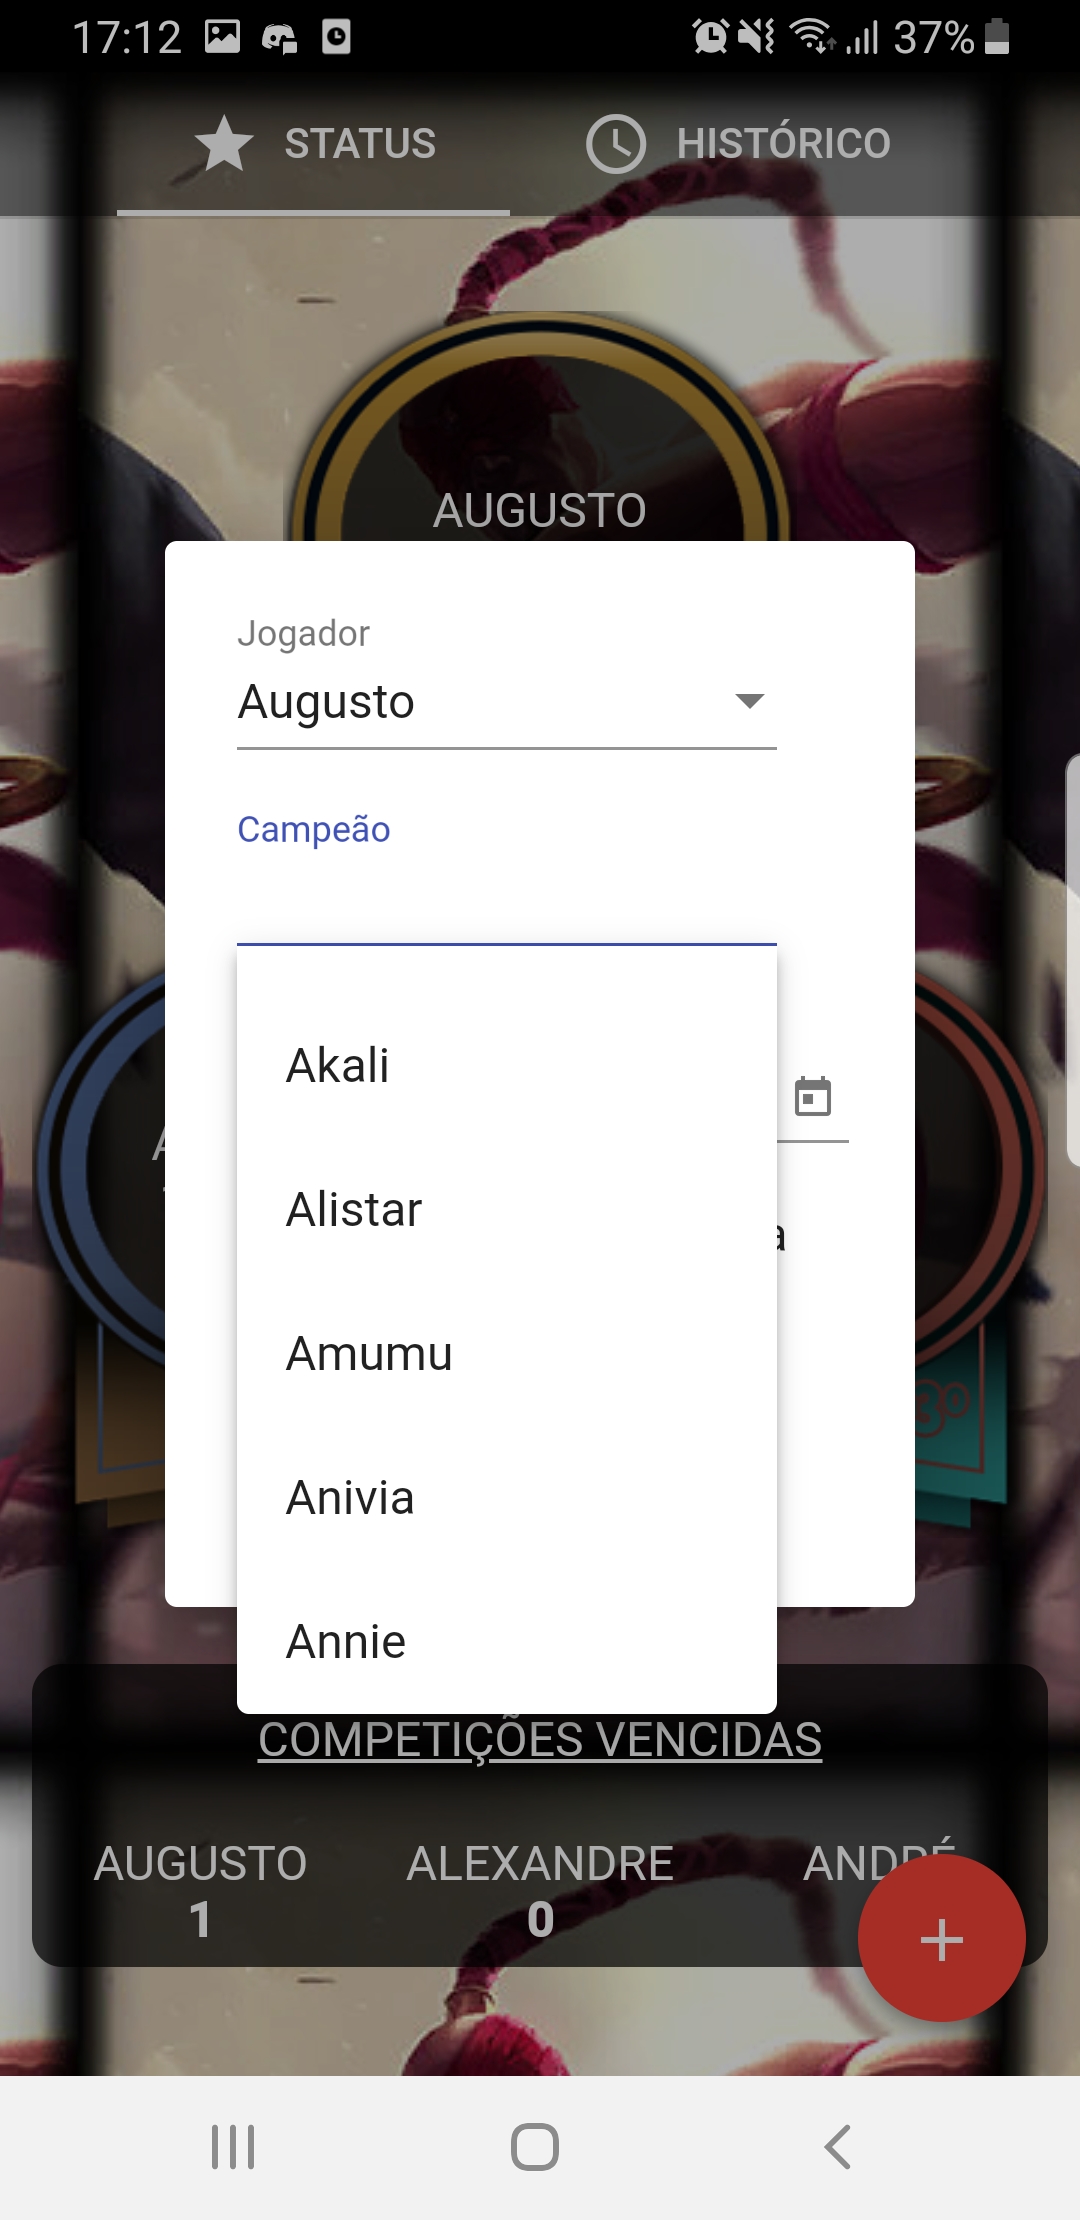 17:12
37%
STATUS
HISTÓRICO
AUGUSTO
Jogador
Augusto
Campeão
Akali
Alistar
Amumu
Anivia
Annie
3º
COMPETIÇÕES VENCIDAS
AUGUSTO ALEXANDRE ANDRÉ
1 0